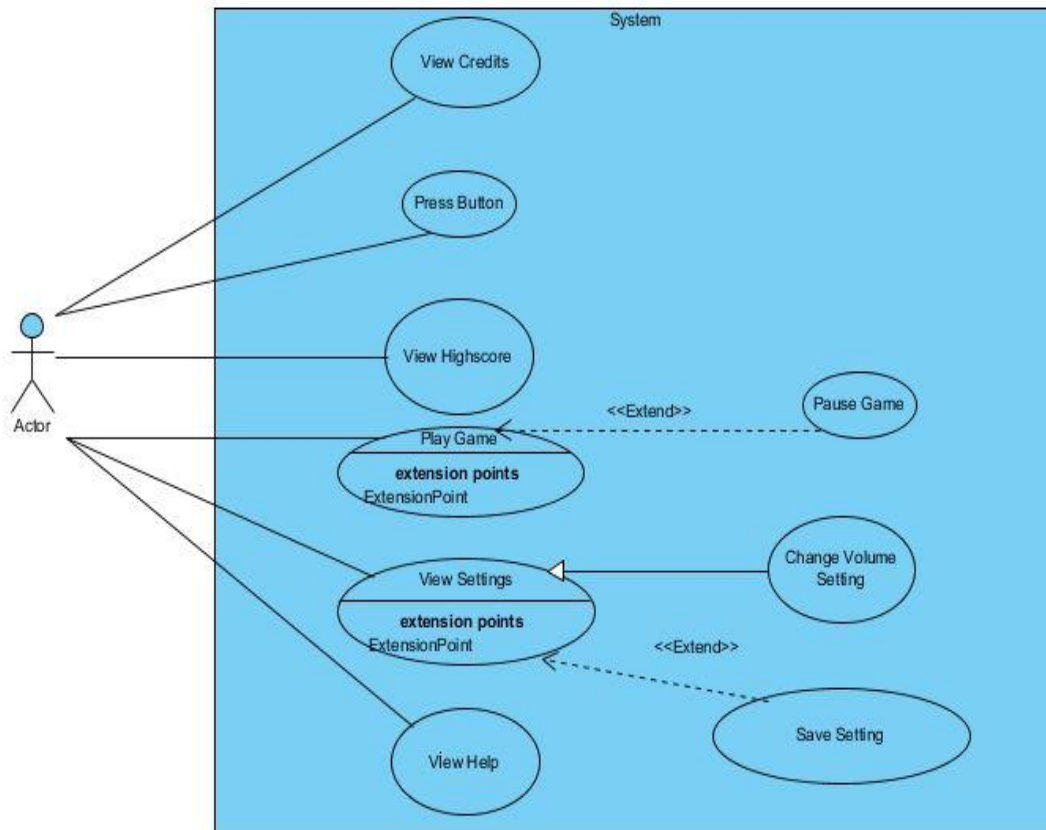 System
View Credits
Press Button
View Highscore
Actor
<<Extend>>
Pause Game
Play Game
extension points
ExtensionPoint
View Settings
extension points
ExtensionPoint
Change Volume
Setting
<<Extend>>
Save Setting
View Help